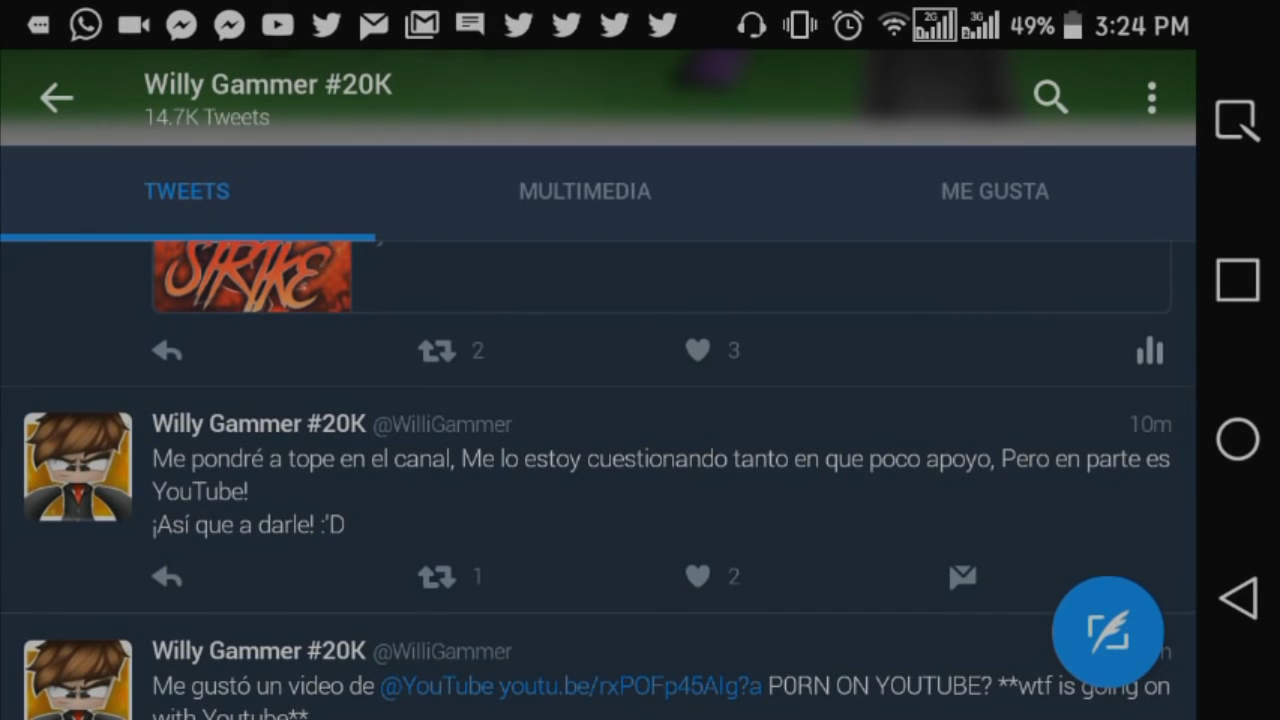 2G
3G
49%
3:24 PM
Willy Gammer #20K
14.7K Tweets
TWEETS
MULTIMEDIA
ME GUSTA
STRIKE
2
3
Willy Gammer #20K @WilliGammer
10m
Me pondré a tope en el canal, Me lo estoy cuestionando tanto en que poco apoyo, Pero en parte es
YouTube!
¡Así que a darle! :'D
1
2
Willy Gammer #20K @WilliGammer
Me gustó un video de @YouTube youtu.be/rxPOFp45AIg?a P0RN ON YOUTUBE? **wtf is going on
with Youtube**